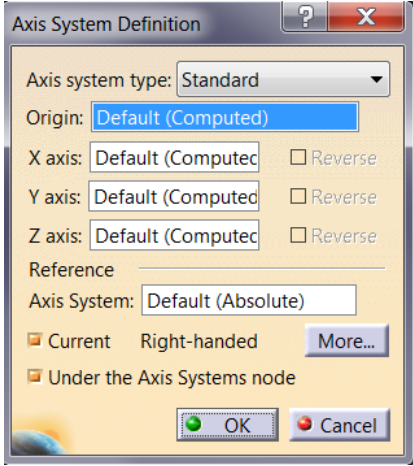 Axis System Definition
Axis system type: Standard
Origin: Default (Computed)
X axis: Default (Computec Reverse
Y axis: Default (Computed Reverse
Z axis: Default (Computec Reverse
Reference
Axis System: Default (Absolute)
Current Right-handed More...
Under the Axis Systems node
OK Cancel